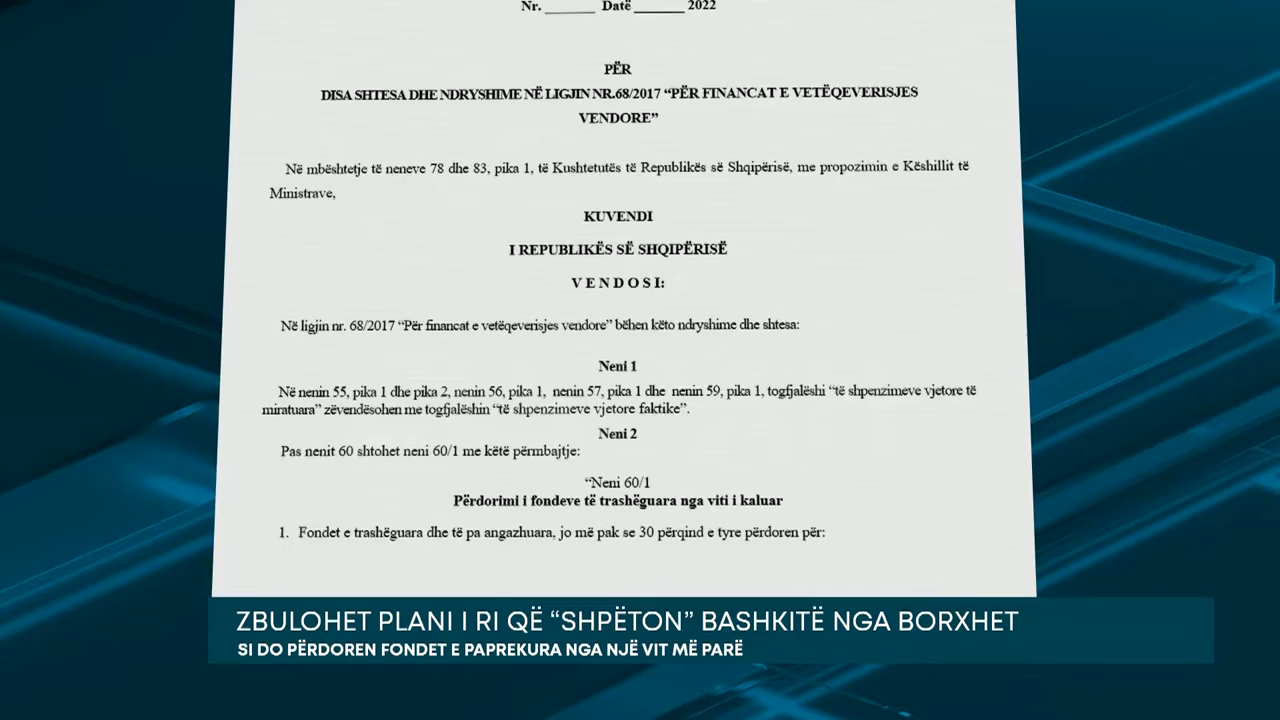 Nr. _______ Datë _______ 2022
PËR
DISA SHTESA DHE NDRYSHIME NË LIGJIN NR.68/2017 “PËR FINANCAT E VETËQEVERISJES
VENDORE”
Në mbështetje të neneve 78 dhe 83, pika 1, të Kushtetutës të Republikës së Shqipërisë, me propozimin e Këshillit të
Ministrave,
KUVENDI
I REPUBLIKËS SË SHQIPËRISË
V E N D O S I:
Në ligjin nr. 68/2017 “Për financat e vetëqeverisjes vendore” bëhen këto ndryshime dhe shtesa:
Neni 1
Në nenin 55, pika 1 dhe pika 2, nenin 56, pika 1, nenin 57, pika 1 dhe nenin 59, pika 1, togfjalëshi “të shpenzimeve vjetore të
miratuara” zëvendësohen me togfjalëshin “të shpenzimeve vjetore faktike”.
Neni 2
Pas nenit 60 shtohet neni 60/1 me këtë përmbajtje:
“Neni 60/1
Përdorimi i fondeve të trashëguara nga viti i kaluar
1. Fondet e trashëguara dhe të pa angazhuara, jo më pak se 30 përqind e tyre përdoren për:
ZBULOHET PLANI I RI QË “SHPËTON” BASHKITË NGA BORXHET
SI DO PËRDOREN FONDET E PAPREKURA NGA NJË VIT MË PARË